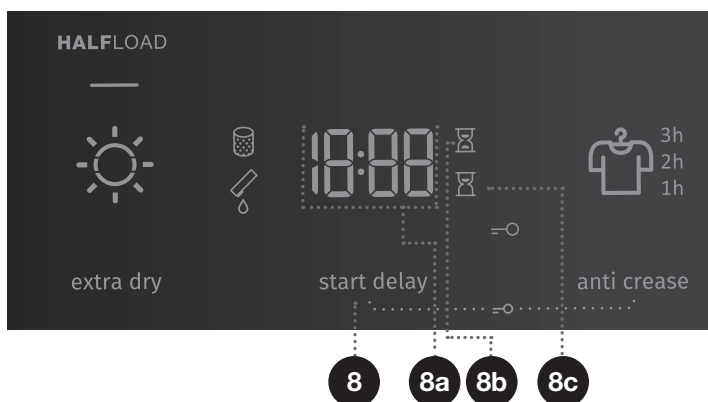 HALFLOAD
18:88
3h
2h
1h
extra dry
start delay
anti crease
8
8a
8b
8c